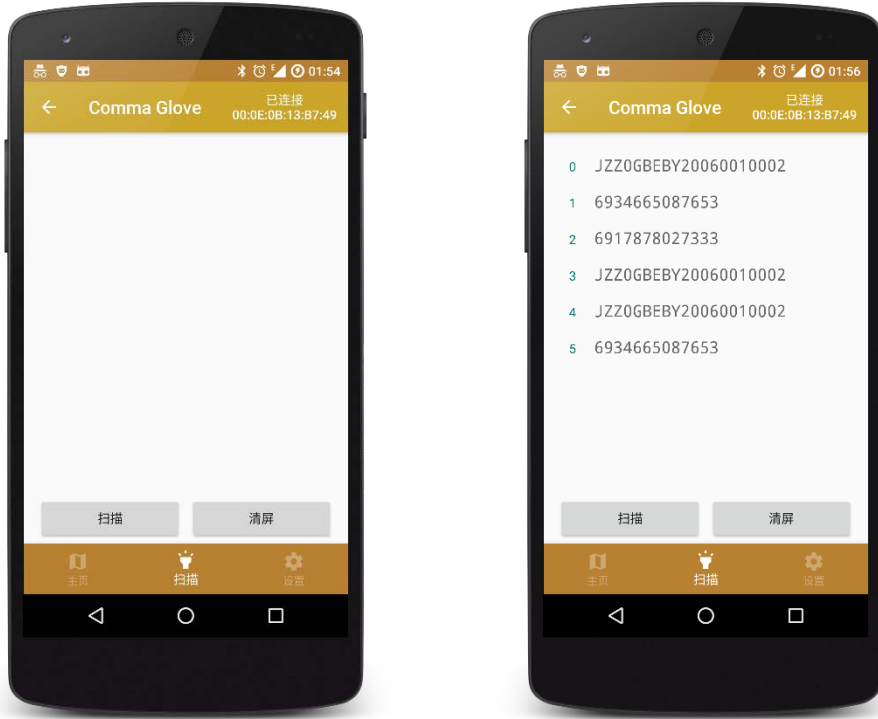 01:54
Comma Glove
已连接
00:0E:0B:13:B7:49
扫描
清屏
主页
扫描
设置
01:56
Comma Glove
已连接
00:0E:0B:13:B7:49
0 JZZ0GBEBY20060010002
1 6934665087653
2 6917878027333
3 JZZ0GBEBY20060010002
4 JZZ0GBEBY20060010002
5 6934665087653
扫描
清屏
主页
扫描
设置